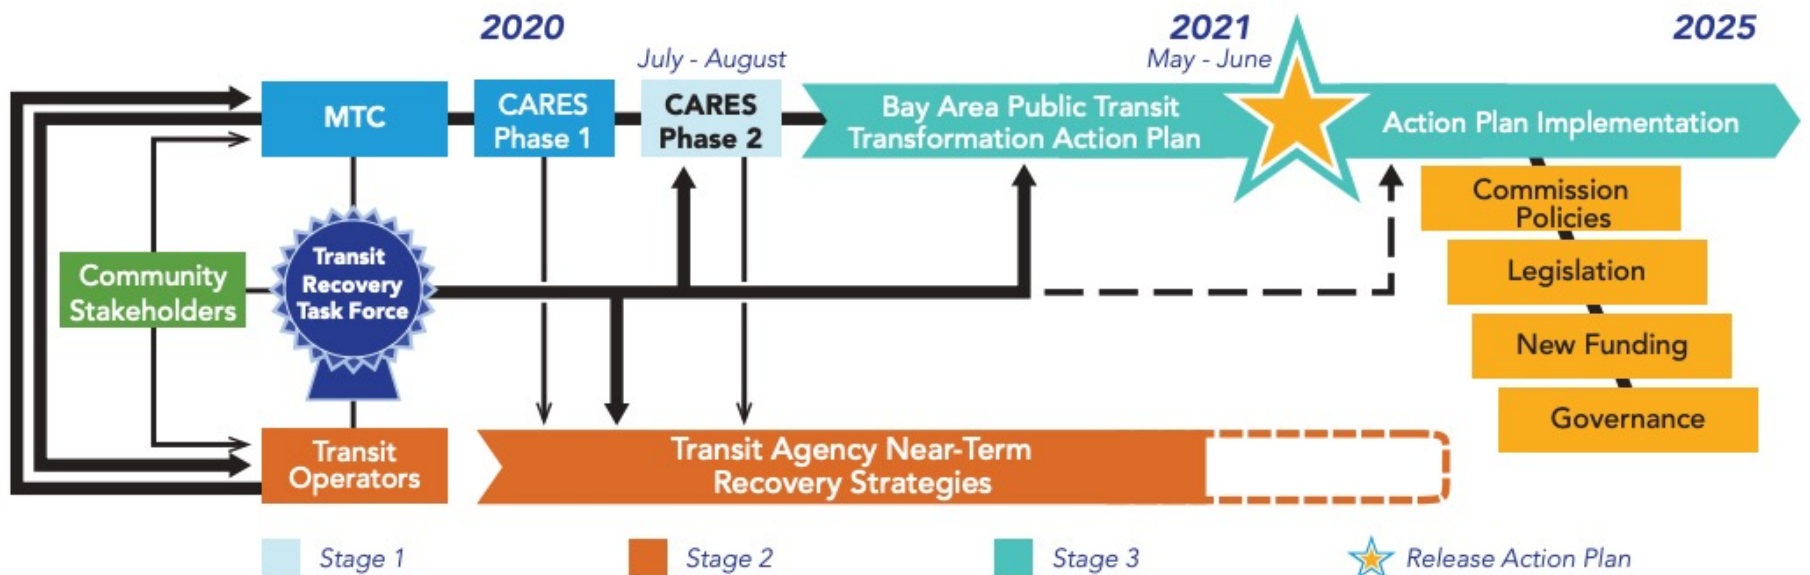 2020
2021
2025
July - August
May - June
MTC
CARES
Phase 1
CARES
Phase 2
Bay Area Public Transit
Transformation Action Plan
Action Plan Implementation
Commission
Policies
Legislation
New Funding
Governance
Community
Stakeholders
Transit
Recovery
Task Force
Transit
Operators
Transit Agency Near-Term
Recovery Strategies
Stage 1
Stage 2
Stage 3
Release Action Plan